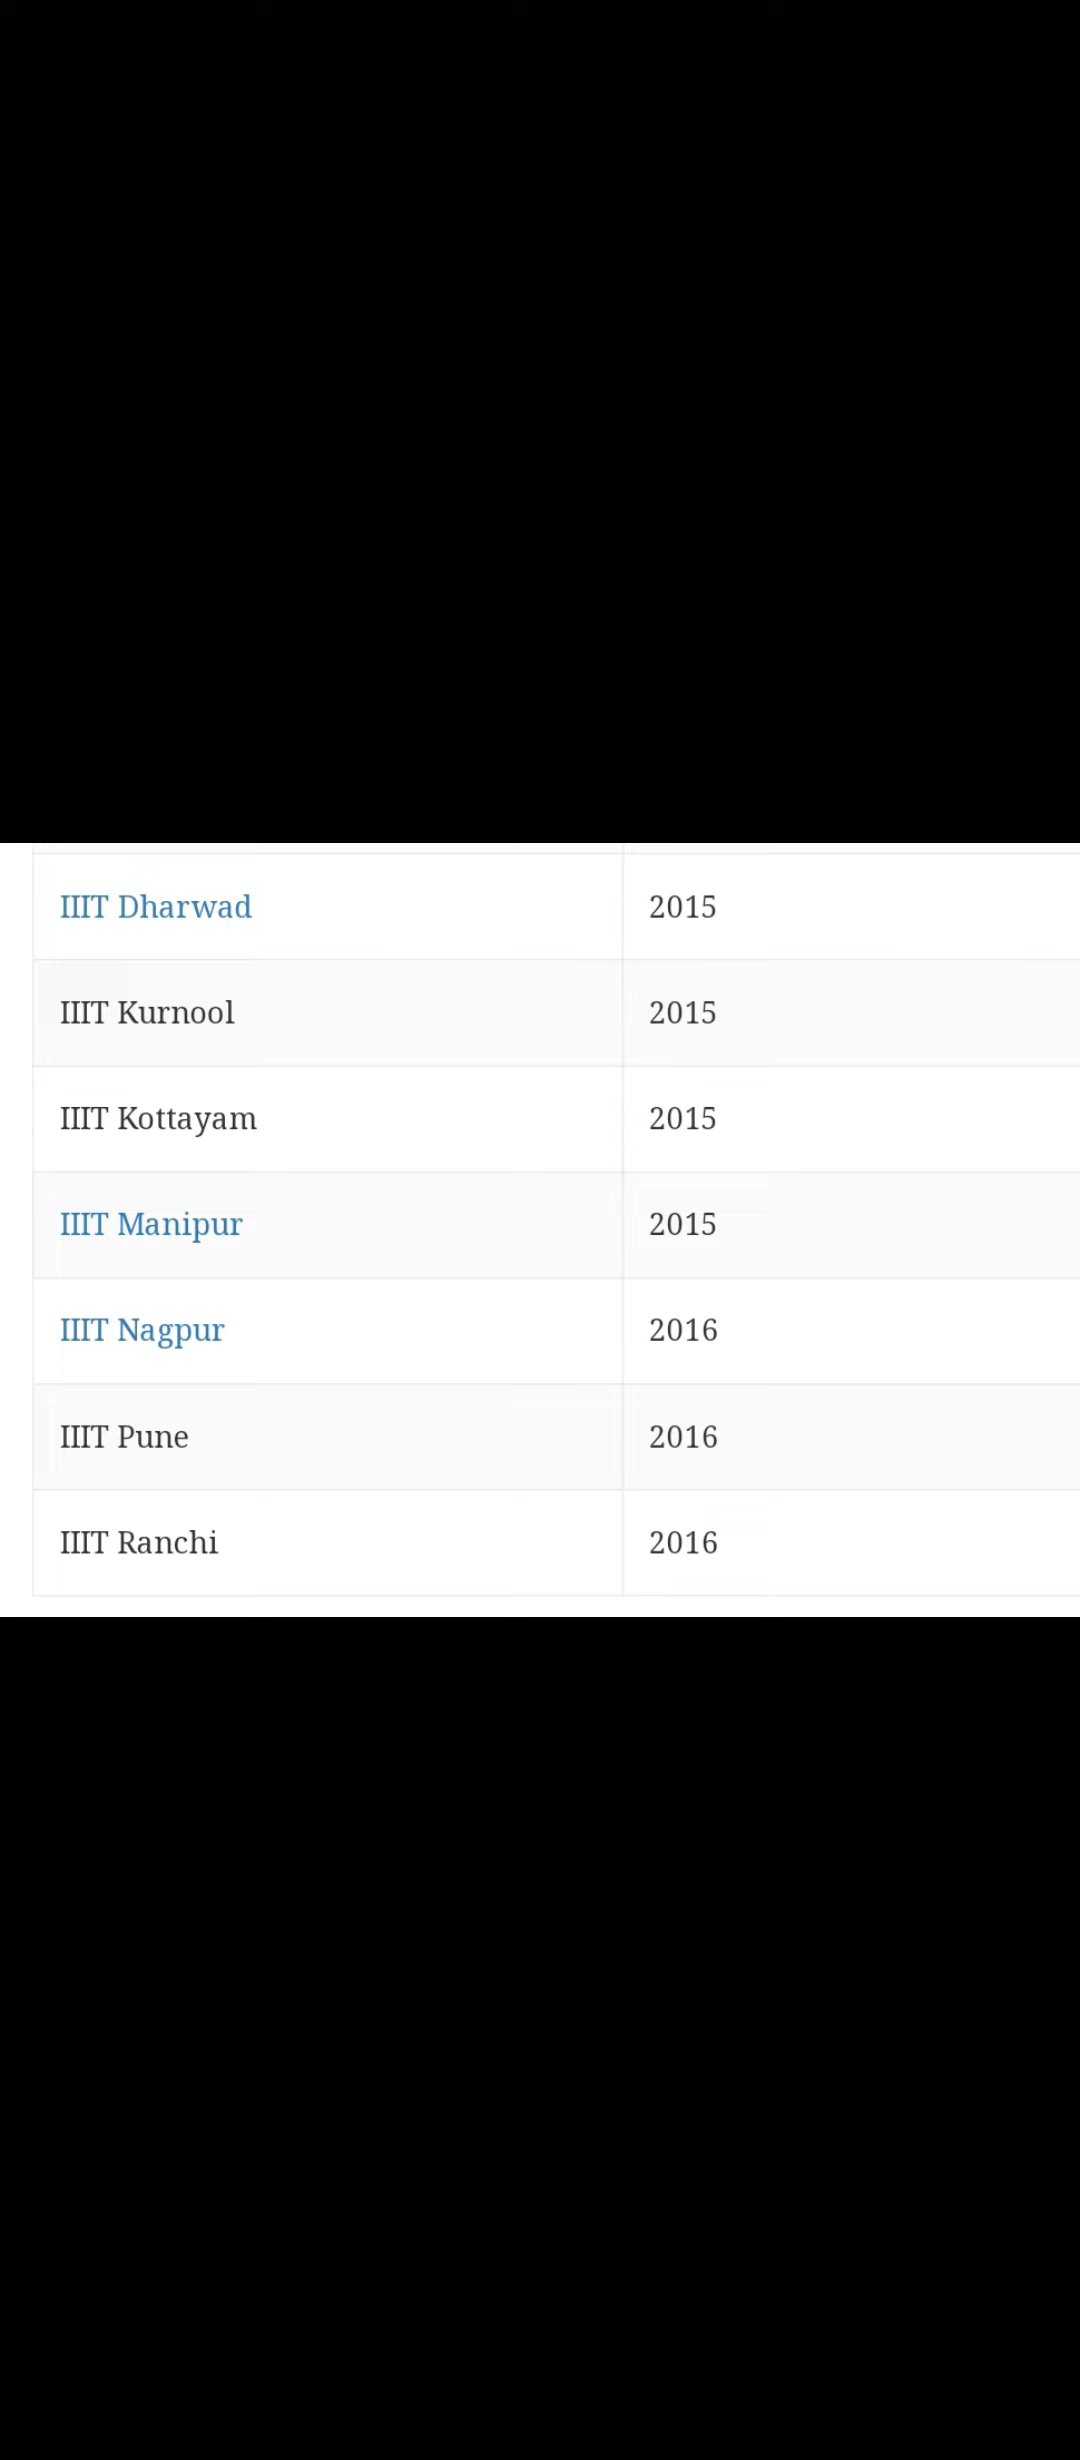 IIIT Dharwad 2015
IIIT Kurnool 2015
IIIT Kottayam 2015
IIIT Manipur 2015
IIIT Nagpur 2016
IIIT Pune 2016
IIIT Ranchi 2016